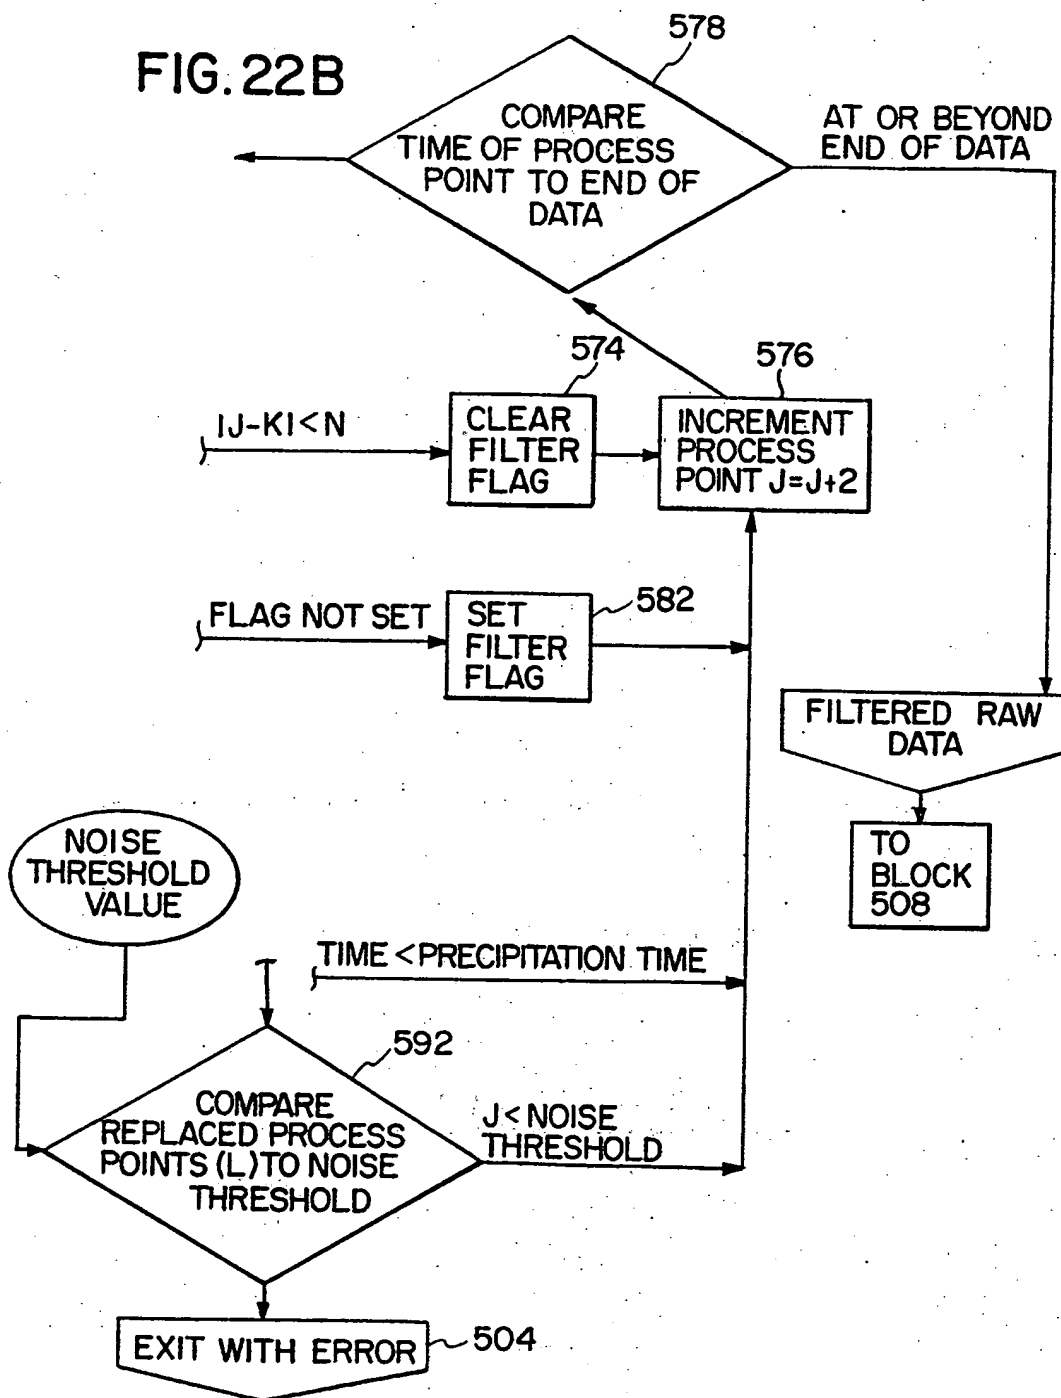 FIG. 22B
578
COMPARE
TIME OF PROCESS
POINT TO END OF
DATA
AT OR BEYOND
END OF DATA
574
576
IJ-KI<N
CLEAR
FILTER
FLAG
INCREMENT
PROCESS
POINT J=J+2
FLAG NOT SET
SET
FILTER
FLAG
582
FILTERED RAW
DATA
TO
BLOCK
508
NOISE
THRESHOLD
VALUE
TIME<PRECIPITATION TIME
592
COMPARE
REPLACED PROCESS
POINTS (L) TO NOISE
THRESHOLD
J<NOISE
THRESHOLD
EXIT WITH ERROR
504